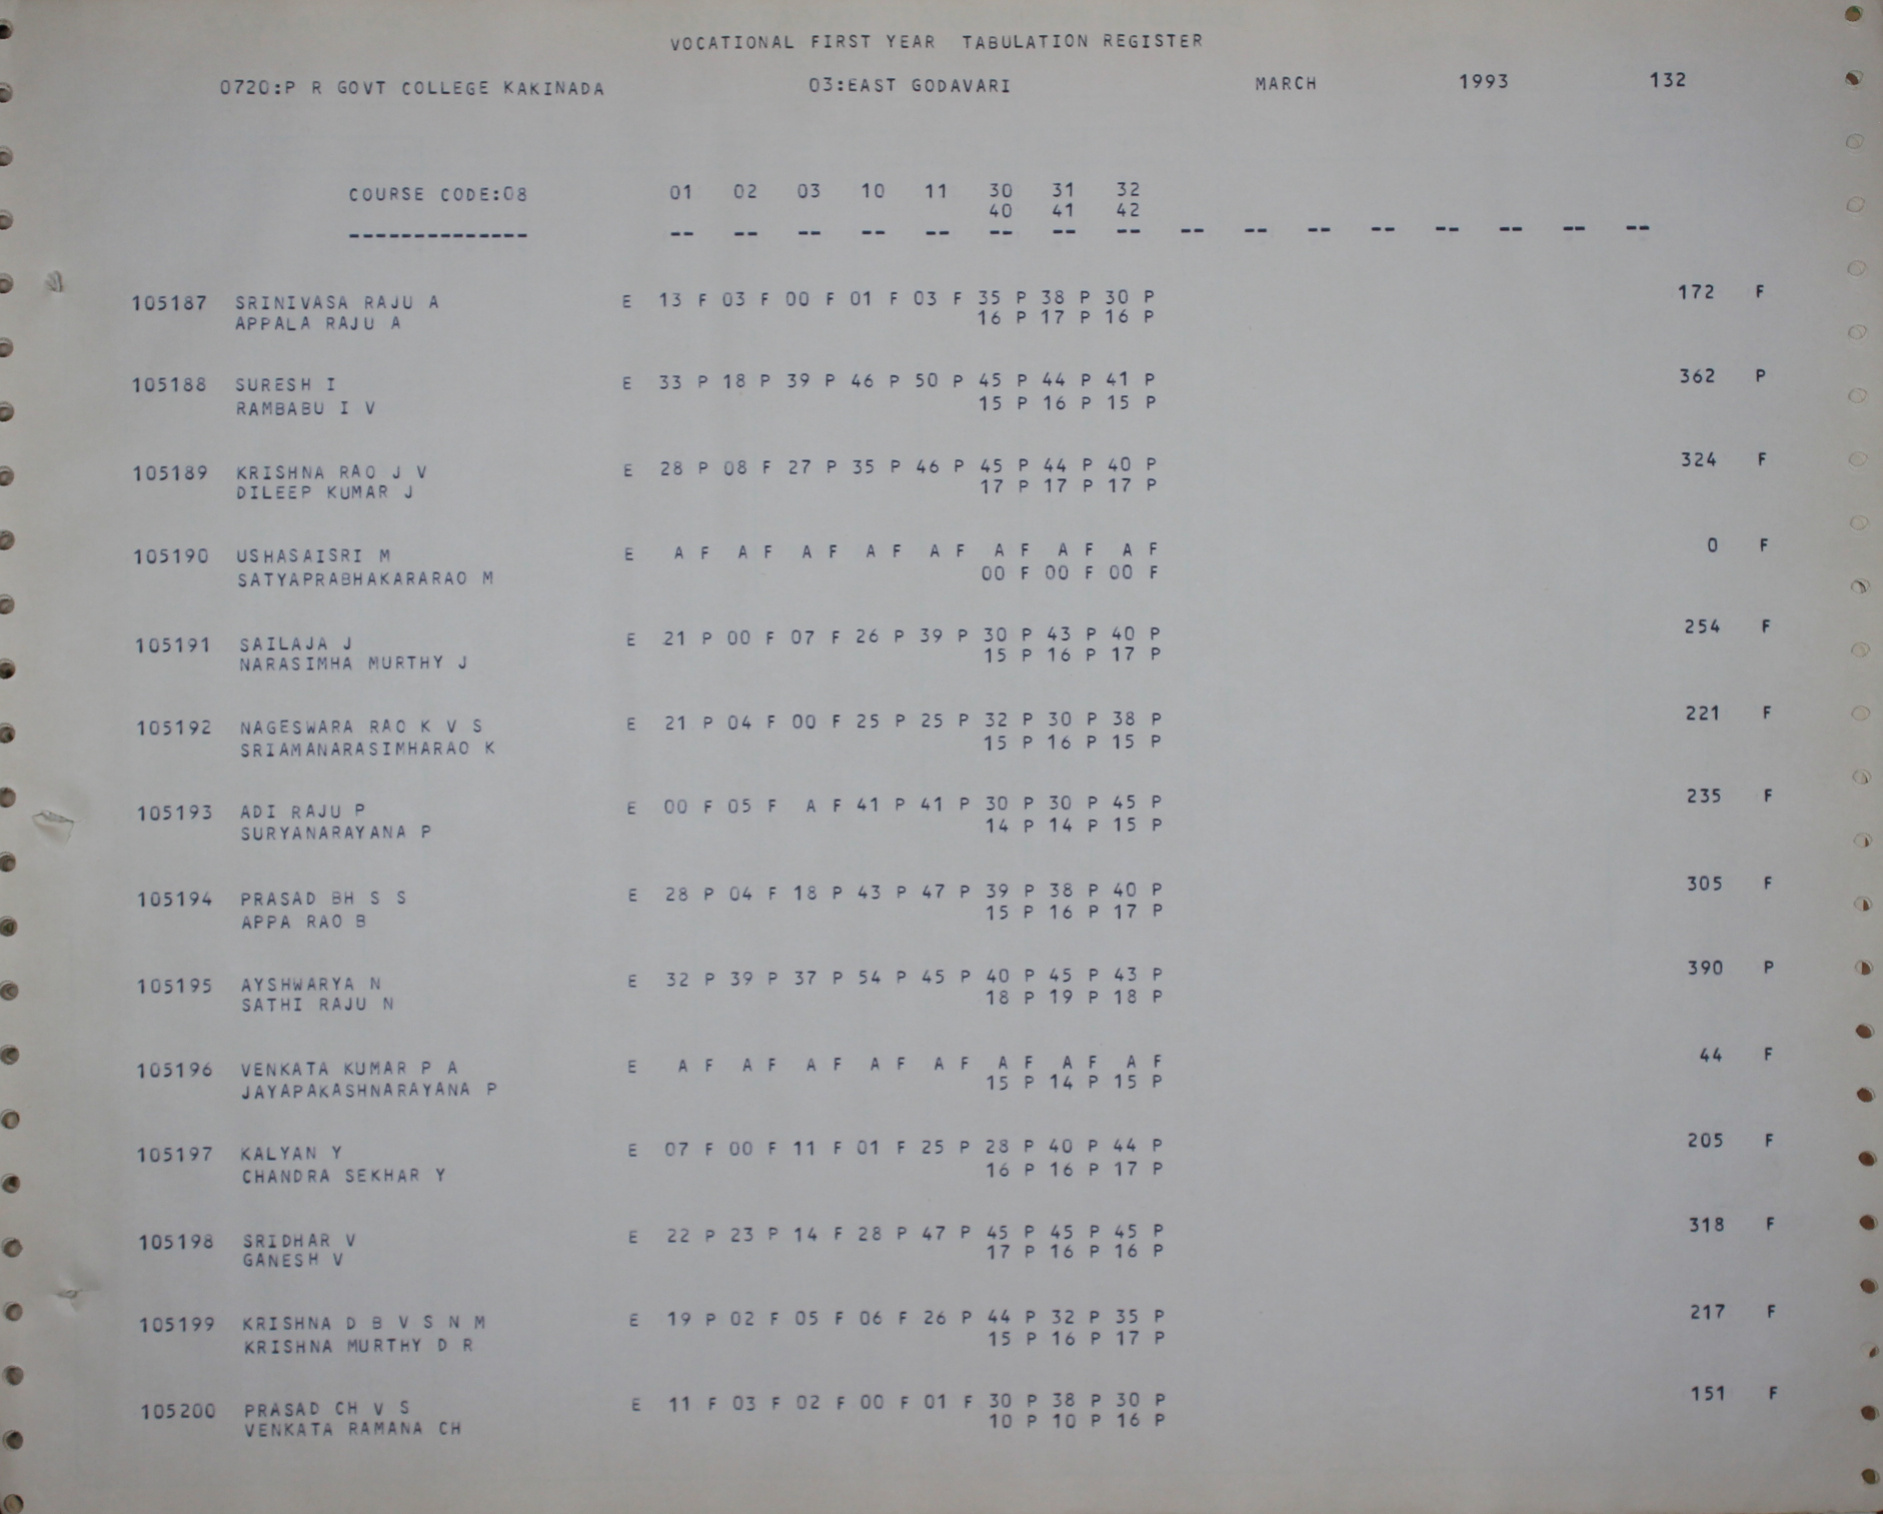 VOCATIONAL FIRST YEAR TABULATION REGISTER
0720:P R GOVT COLLEGE KAKINADA 03:EAST GODAVARI MARCH 1993 132
COURSE CODE:08 01 02 03 10 11 30 31 32
40 41 42
-------------- -- -- -- -- -- -- -- -- -- -- -- -- -- -- -- --
105187 SRINIVASA RAJU A E 13 F 03 F 00 F 01 F 03 F 35 P 38 P 30 P 172 F
APPALA RAJU A 16 P 17 P 16 P
105188 SURESH I E 33 P 18 P 39 P 46 P 50 P 45 P 44 P 41 P 362 P
RAMBABU I V 15 P 16 P 15 P
105189 KRISHNA RAO J V E 28 P 08 F 27 P 35 P 46 P 45 P 44 P 40 P 324 F
DILEEP KUMAR J 17 P 17 P 17 P
105190 USHASAISRI M E A F A F A F A F A F A F A F A F 0 F
SATYAPRABHAKARARAO M 00 F 00 F 00 F
105191 SAILAJA J E 21 P 00 F 07 F 26 P 39 P 30 P 43 P 40 P 254 F
NARASIMHA MURTHY J 15 P 16 P 17 P
105192 NAGESWARA RAO K V S E 21 P 04 F 00 F 25 P 25 P 32 P 30 P 38 P 221 F
SRIAMANARASIMHARAO K 15 P 16 P 15 P
105193 ADI RAJU P E 00 F 05 F A F 41 P 41 P 30 P 30 P 45 P 235 F
SURYANARAYANA P 14 P 14 P 15 P
105194 PRASAD BH S S E 28 P 04 F 18 P 43 P 47 P 39 P 38 P 40 P 305 F
APPA RAO B 15 P 16 P 17 P
105195 AYSHWARYA N E 32 P 39 P 37 P 54 P 45 P 40 P 45 P 43 P 390 P
SATHI RAJU N 18 P 19 P 18 P
105196 VENKATA KUMAR P A E A F A F A F A F A F A F A F A F 44 F
JAYAPAKASHNARAYANA P 15 P 14 P 15 P
105197 KALYAN Y E 07 F 00 F 11 F 01 F 25 P 28 P 40 P 44 P 205 F
CHANDRA SEKHAR Y 16 P 16 P 17 P
105198 SRIDHAR V E 22 P 23 P 14 F 28 P 47 P 45 P 45 P 45 P 318 F
GANESH V 17 P 16 P 16 P
105199 KRISHNA D B V S N M E 19 P 02 F 05 F 06 F 26 P 44 P 32 P 35 P 217 F
KRISHNA MURTHY D R 15 P 16 P 17 P
105200 PRASAD CH V S E 11 F 03 F 02 F 00 F 01 F 30 P 38 P 30 P 151 F
VENKATA RAMANA CH 10 P 10 P 16 P